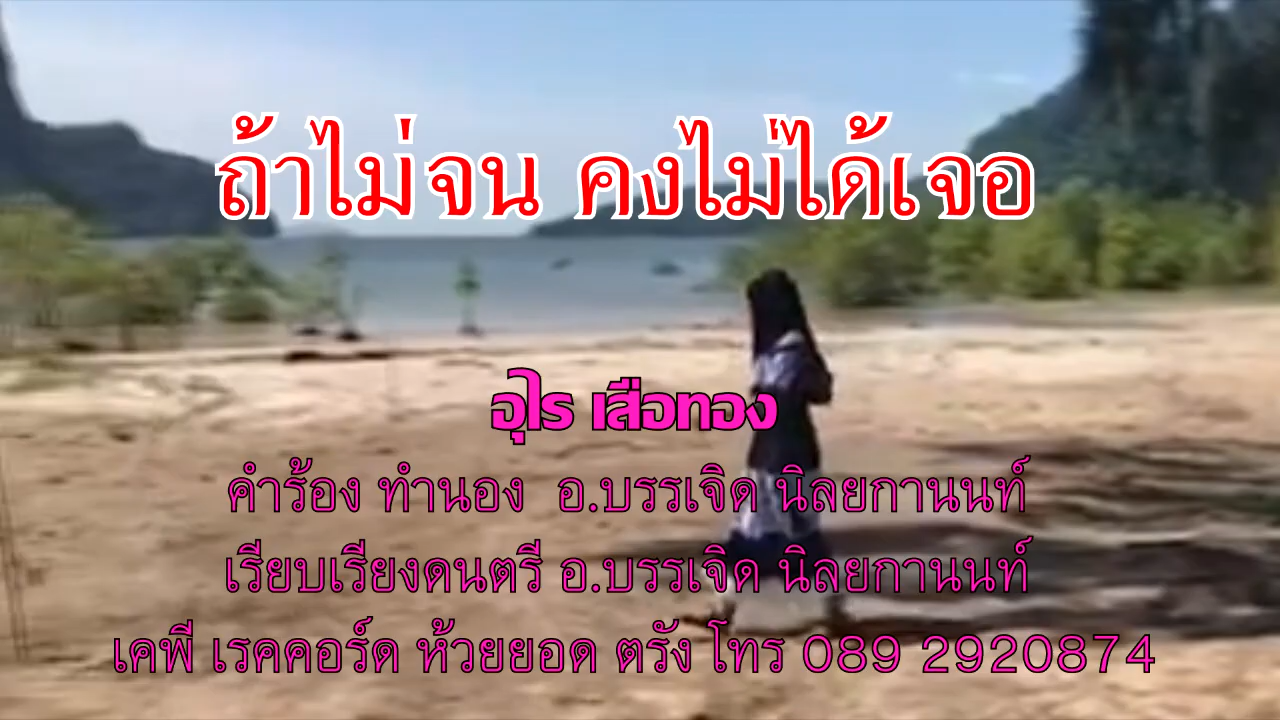 ถ้าไม่จน คงไม่ได้เจอ
อุไร เสือทอง
คำร้อง ทำนอง อ.บรรเจิด นิลยกานนท์
เรียบเรียงดนตรี อ.บรรเจิด นิลยกานนท์
เคพี เรคคอร์ด ห้วยยอด ตรัง โทร 089 2920874